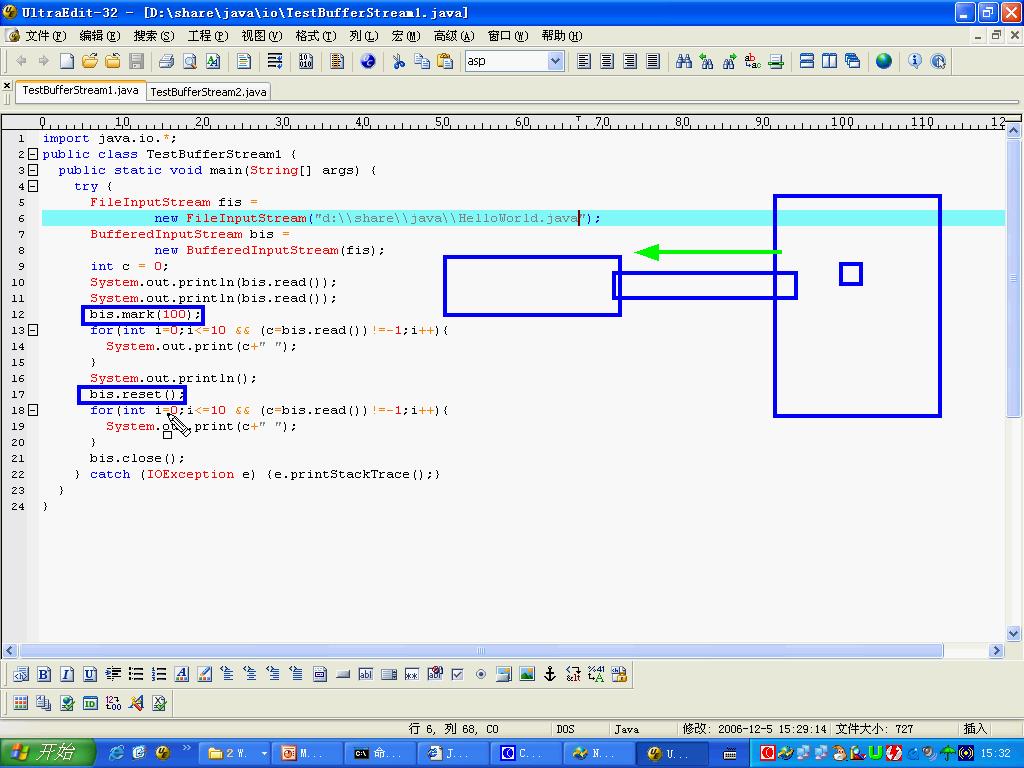 UltraEdit-32 - [D:\share\java\io\TestBufferStream1.java]
文件(F) 编辑(E) 搜索(S) 工程(P) 视图(V) 格式(T) 列(L) 宏(M) 高级(A) 窗口(W) 帮助(H)
asp
TestBufferStream1.java TestBufferStream2.java
0 10 20 30 40 50 60 70 80 90 100 110 12
1 import java.io.*;
2 public class TestBufferStream1 {
3 public static void main(String[] args) {
4 try {
5 FileInputStream fis =
6 new FileInputStream("d:\\share\\java\\HelloWorld.java");
7 BufferedInputStream bis =
8 new BufferedInputStream(fis);
9 int c = 0;
10 System.out.println(bis.read());
11 System.out.println(bis.read());
12 bis.mark(100);
13 for(int i=0;i<=10 && (c=bis.read())!=-1;i++){
14 System.out.print(c+" ");
15 }
16 System.out.println();
17 bis.reset();
18 for(int i=0;i<=10 && (c=bis.read())!=-1;i++){
19 System.out.print(c+" ");
20 }
21 bis.close();
22 } catch (IOException e) {e.printStackTrace();}
23 }
24 }
行 6, 列 68, C0 DOS Java 修改: 2006-12-5 15:29:14 文件大小: 727 插入
开始 2 W. M... 命. J... C... N... U... 15:32